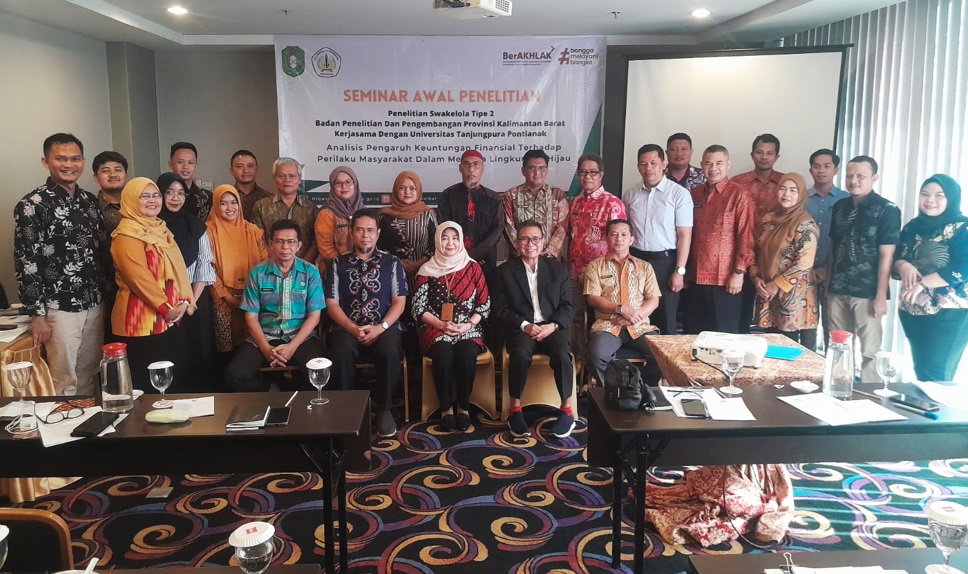 BerAKHLAK
#bangga
melayani
bangsa
SEMINAR AWAL PENELITIAN
Penelitian Swakelola Tipe 2
Badan Penelitian Dan Pengembangan Provinsi Kalimantan Barat
Kerjasama Dengan Universitas Tanjungpura Pontianak
Analisis Pengaruh Keuntungan Finansial Terhadap
Perilaku Masyarakat Dalam Lingku Hijau